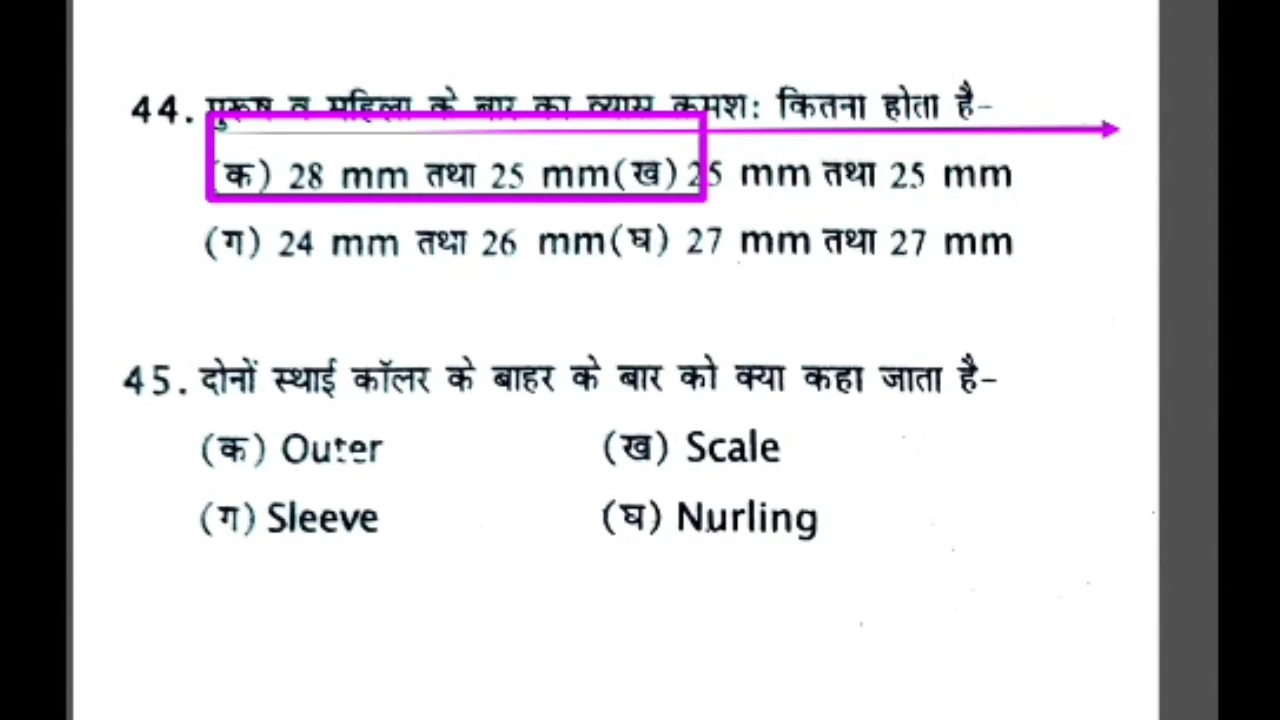 44. पुरूष व महिला के बार का व्यास क्रमशः कितना होता है-
(क) 28 mm तथा 25 mm (ख) 25 mm तथा 25 mm
(ग) 24 mm तथा 26 mm (घ) 27 mm तथा 27 mm
45. दोनों स्थाई कॉलर के बाहर के बार को क्या कहा जाता है-
(क) Outer (ख) Scale
(ग) Sleeve (घ) Nurling